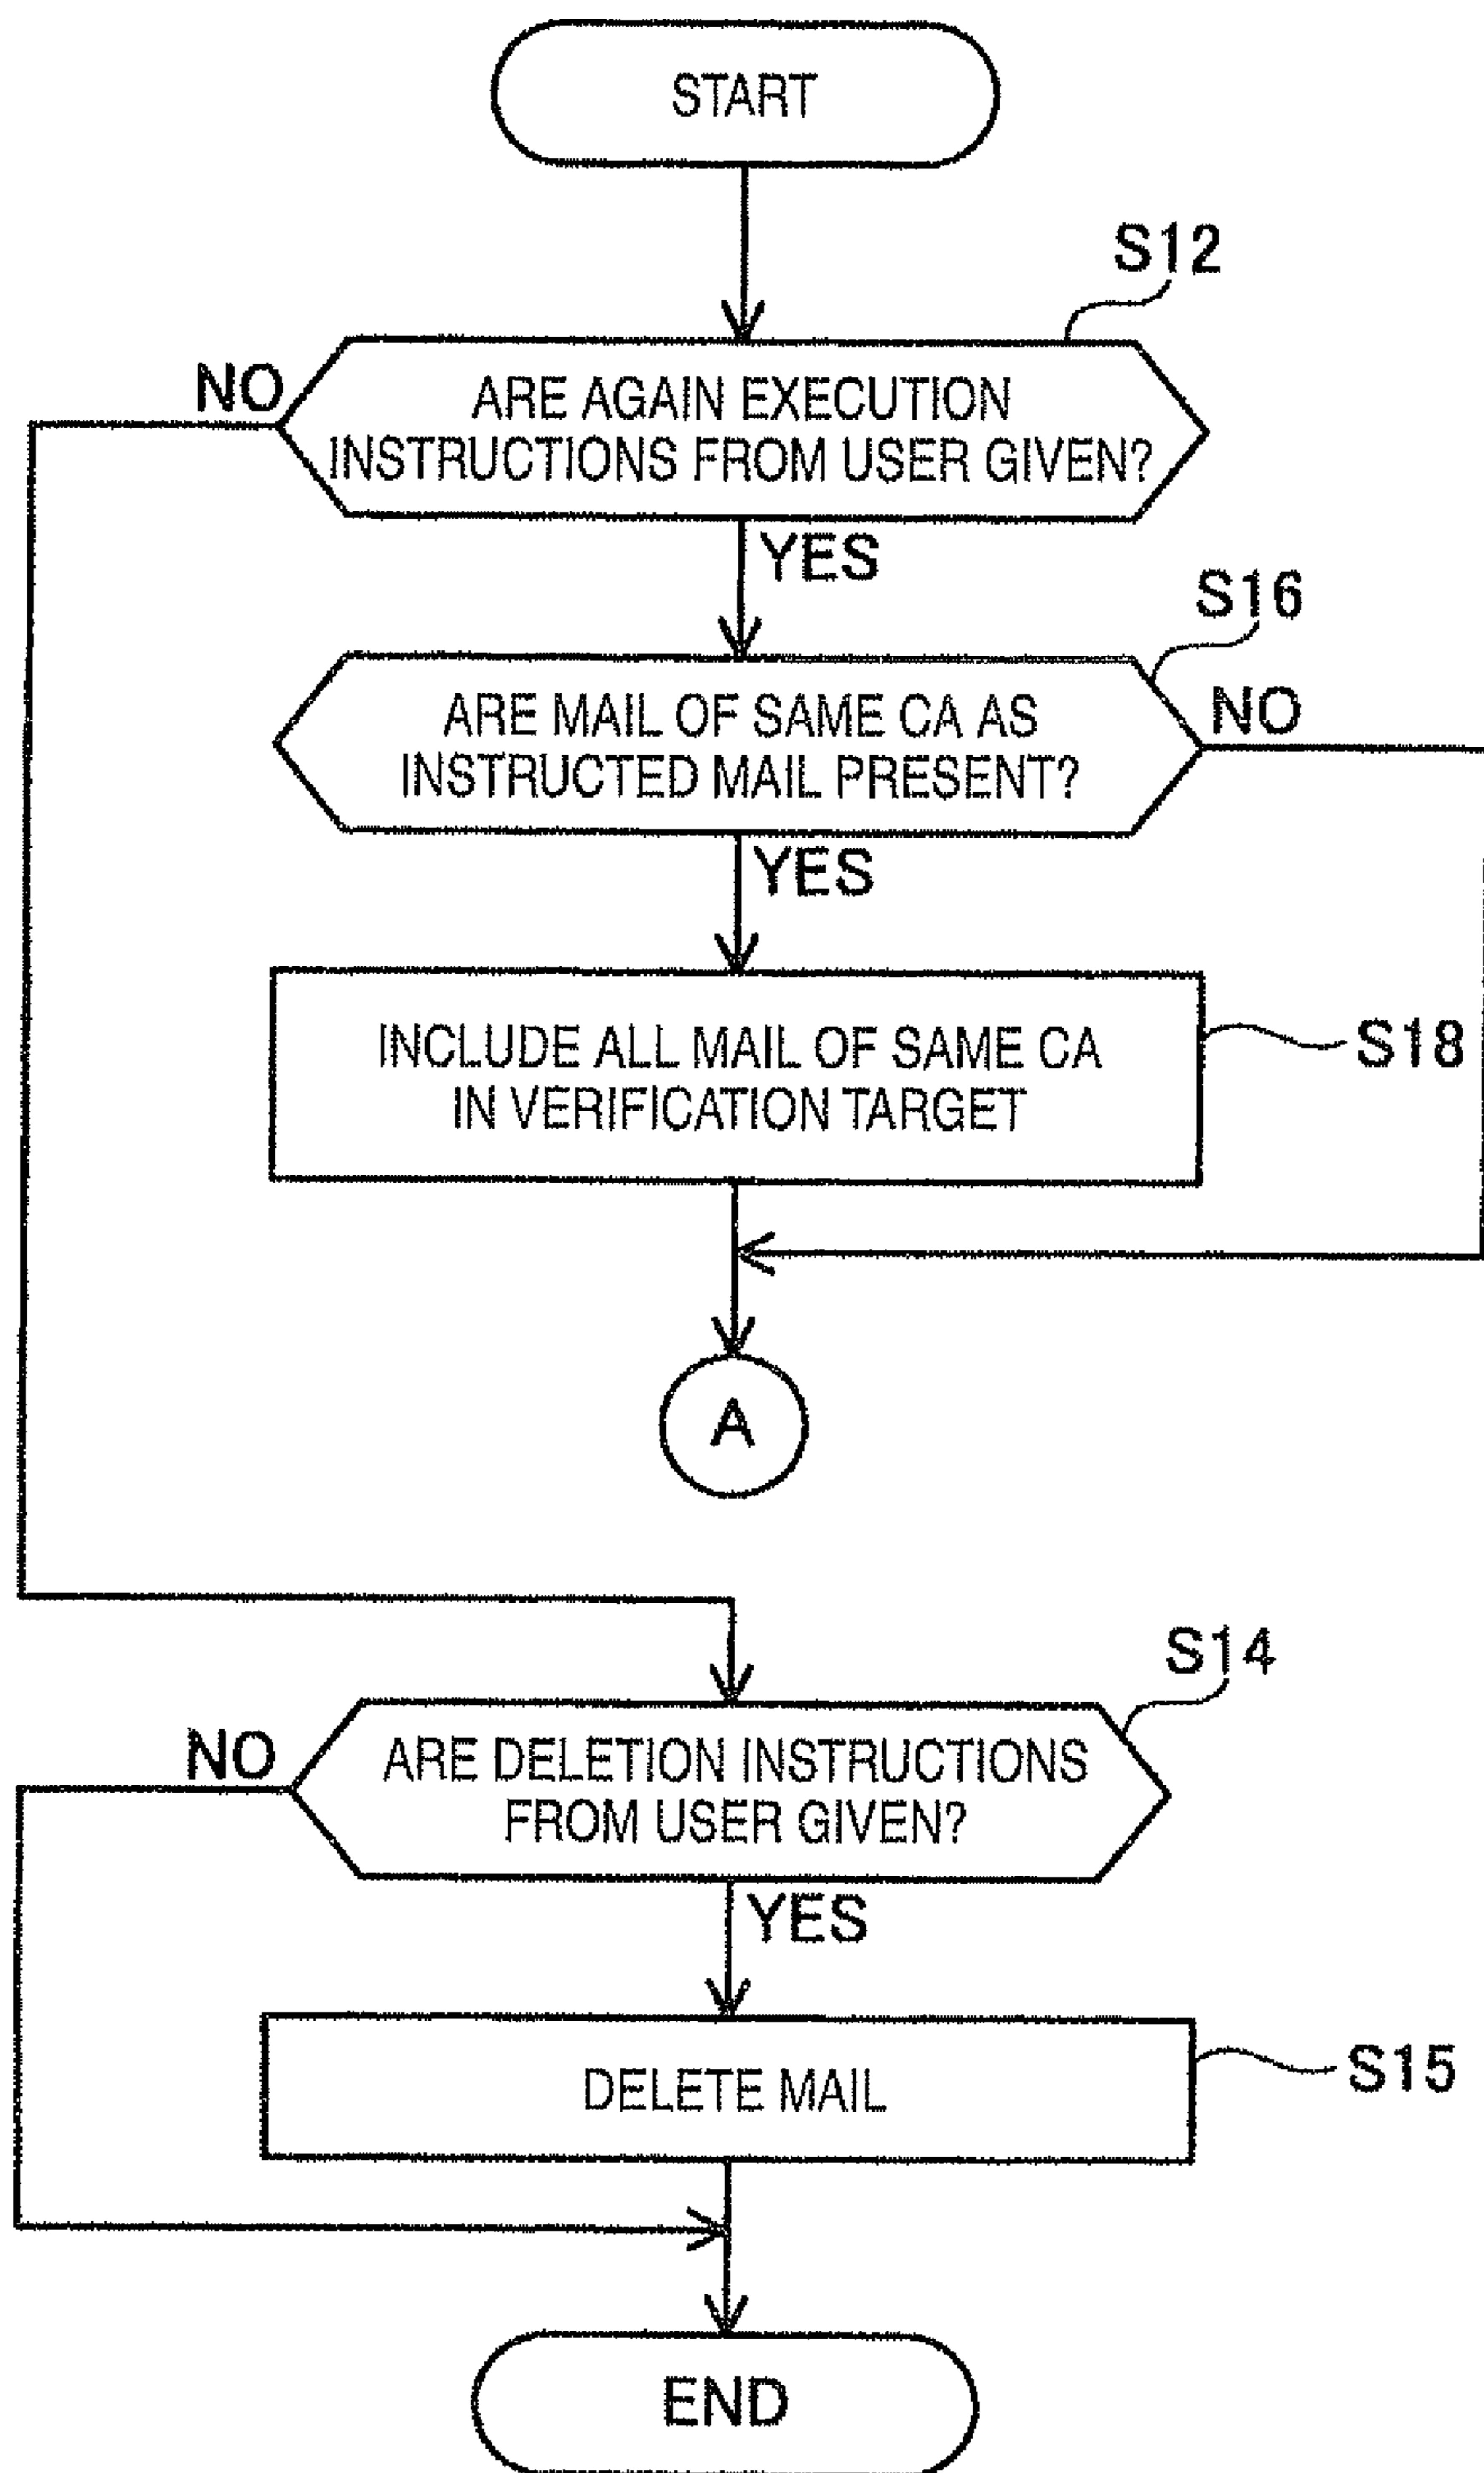 START
S12
NO
ARE AGAIN EXECUTION
INSTRUCTIONS FROM USER GIVEN?
YES
S16
ARE MAIL OF SAME CA AS
INSTRUCTED MAIL PRESENT?
NO
YES
INCLUDE ALL MAIL OF SAME CA
IN VERIFICATION TARGET
S18
A
S14
NO
ARE DELETION INSTRUCTIONS
FROM USER GIVEN?
YES
DELETE MAIL
S15
END